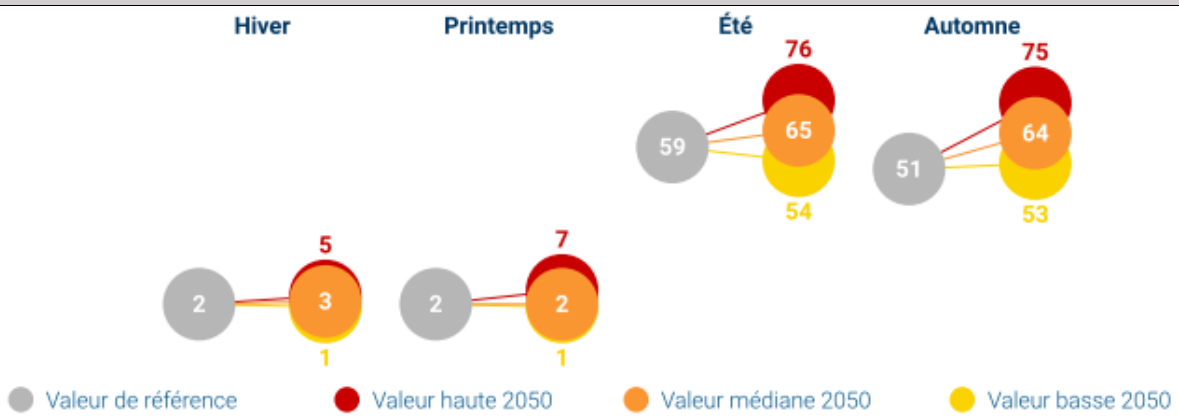 Hiver Printemps Été Automne
76 75
59 65 51 64
54 53
5 7
2 3 2 2
1 1
Valeur de référence Valeur haute 2050 Valeur médiane 2050 Valeur basse 2050